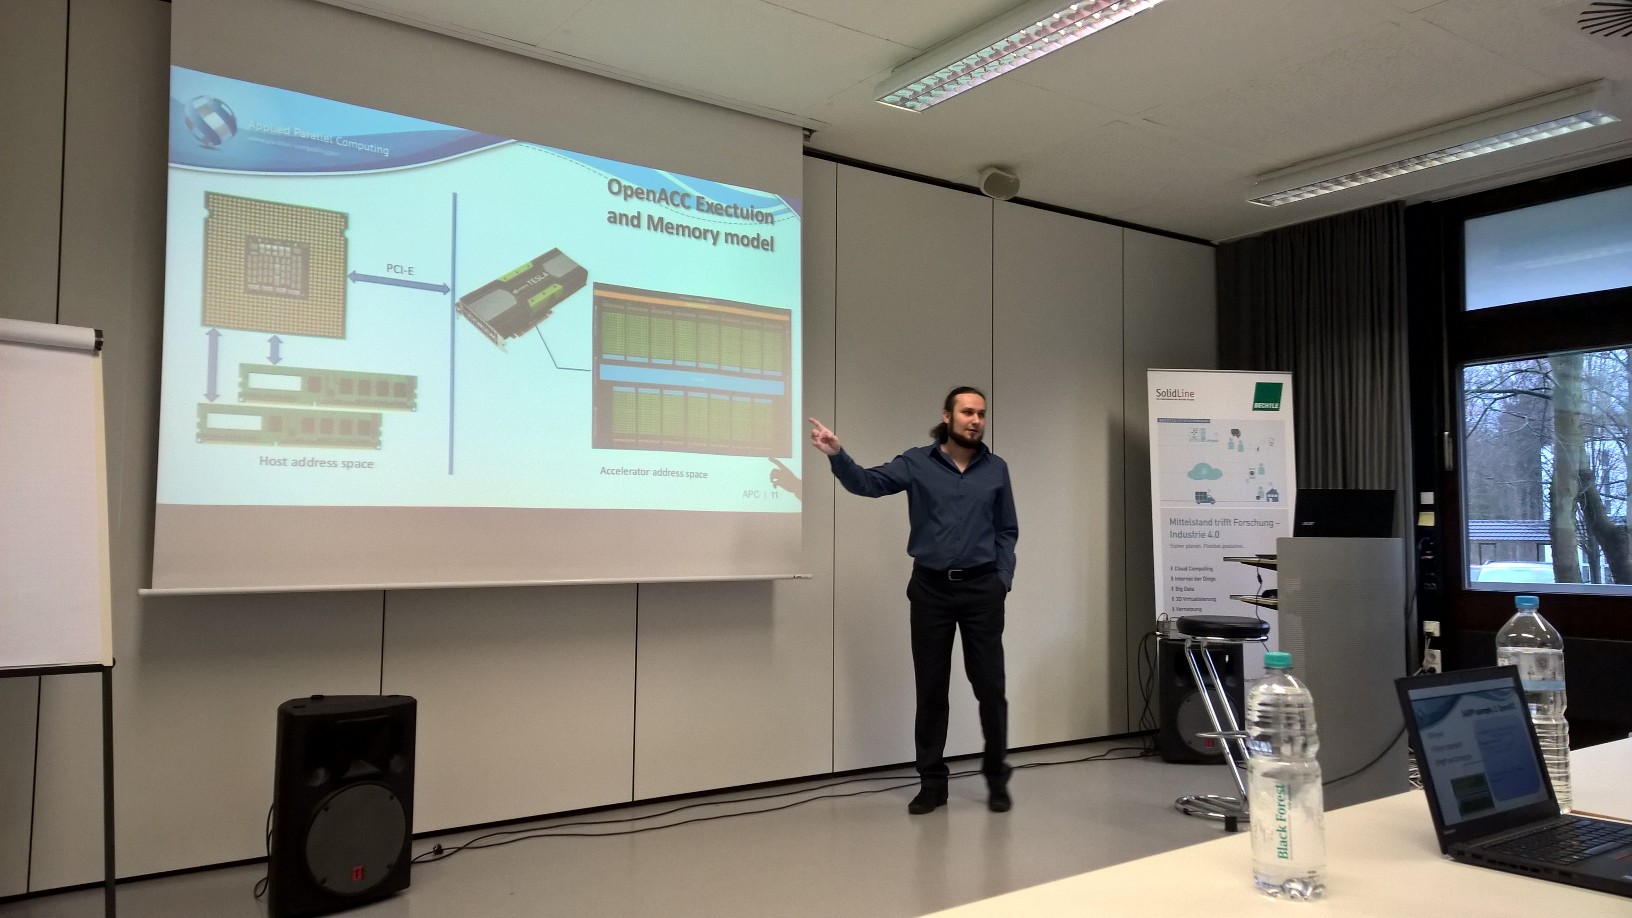 Applied Parallel Computing
OpenACC Exectuion
and Memory model
PCI-E
TESLA
Host address space
Accelerator address space
APC | 11
SolidLine
BECHTLE
Mittelstand trifft Forschung –
Industrie 4.0
Cloud Computing
Internet der Dinge
Big Data
3D Virtualisierung
Vernetzung
acer
Black Forest